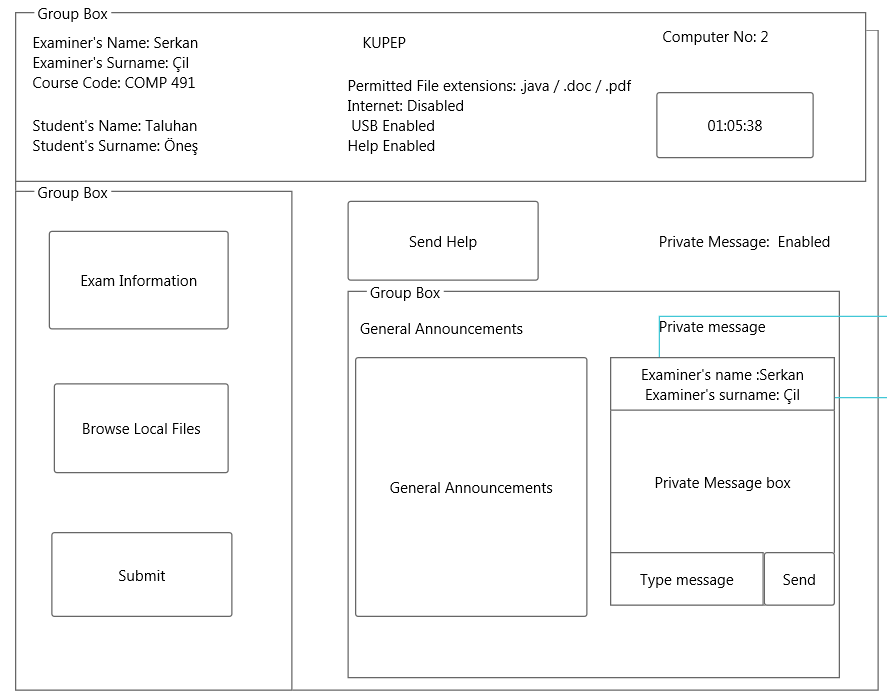 Group Box
Examiner's Name: Serkan
Examiner's Surname: Çil
Course Code: COMP 491
Student's Name: Taluhan
Student's Surname: Öneş
KUPEP
Permitted File extensions: .java / .doc / .pdf
Internet: Disabled
USB Enabled
Help Enabled
Computer No: 2
01:05:38
Group Box
Exam Information
Browse Local Files
Submit
Send Help
Private Message:  Enabled
Group Box
General Announcements
General Announcements
Private message
Examiner's name :Serkan
Examiner's surname: Çil
Private Message box
Type message
Send